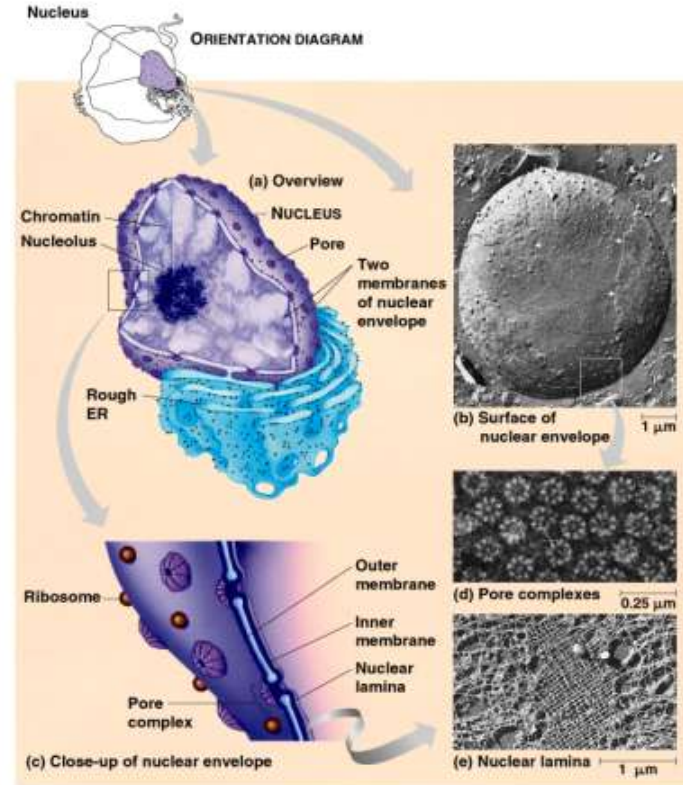 Nucleus
ORIENTATION DIAGRAM
(a) Overview
Chromatin
NUCLEUS
Nucleolus
Pore
Two
membranes
of nuclear
envelope
Rough
ER
(b) Surface of
nuclear envelope
1 µm
Ribosome
Outer
membrane
Inner
membrane
Nuclear
lamina
Pore
complex
(c) Close-up of nuclear envelope
(d) Pore complexes
0.25 µm
(e) Nuclear lamina
1 µm